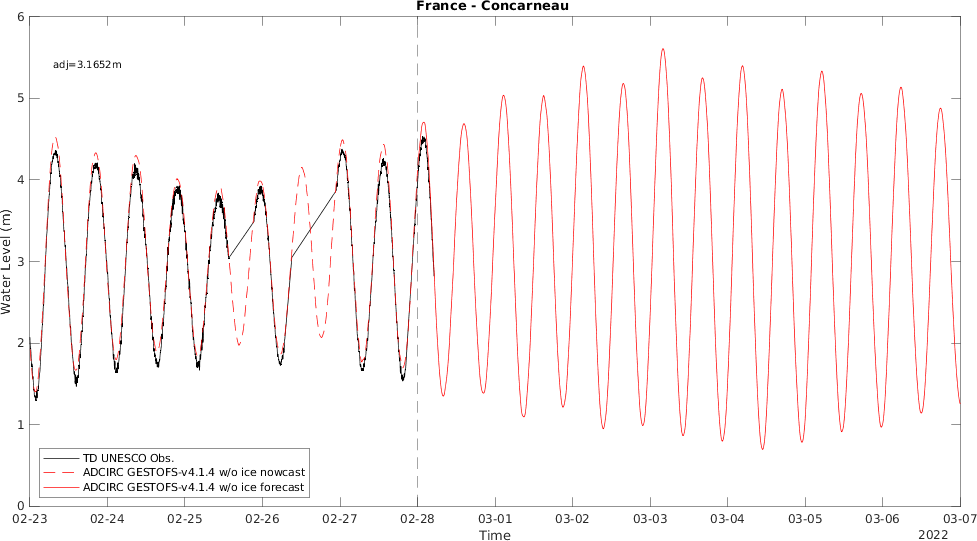 France - Concarneau
adj=3.1652m
Water Level (m)
6
5
4
3
2
1
0
TD UNESCO Obs.
ADCIRC GESTOFS-v4.1.4 w/o ice nowcast
ADCIRC GESTOFS-v4.1.4 w/o ice forecast
02-23 02-24 02-25 02-26 02-27 02-28 03-01 03-02 03-03 03-04 03-05 03-06 03-07
Time
2022